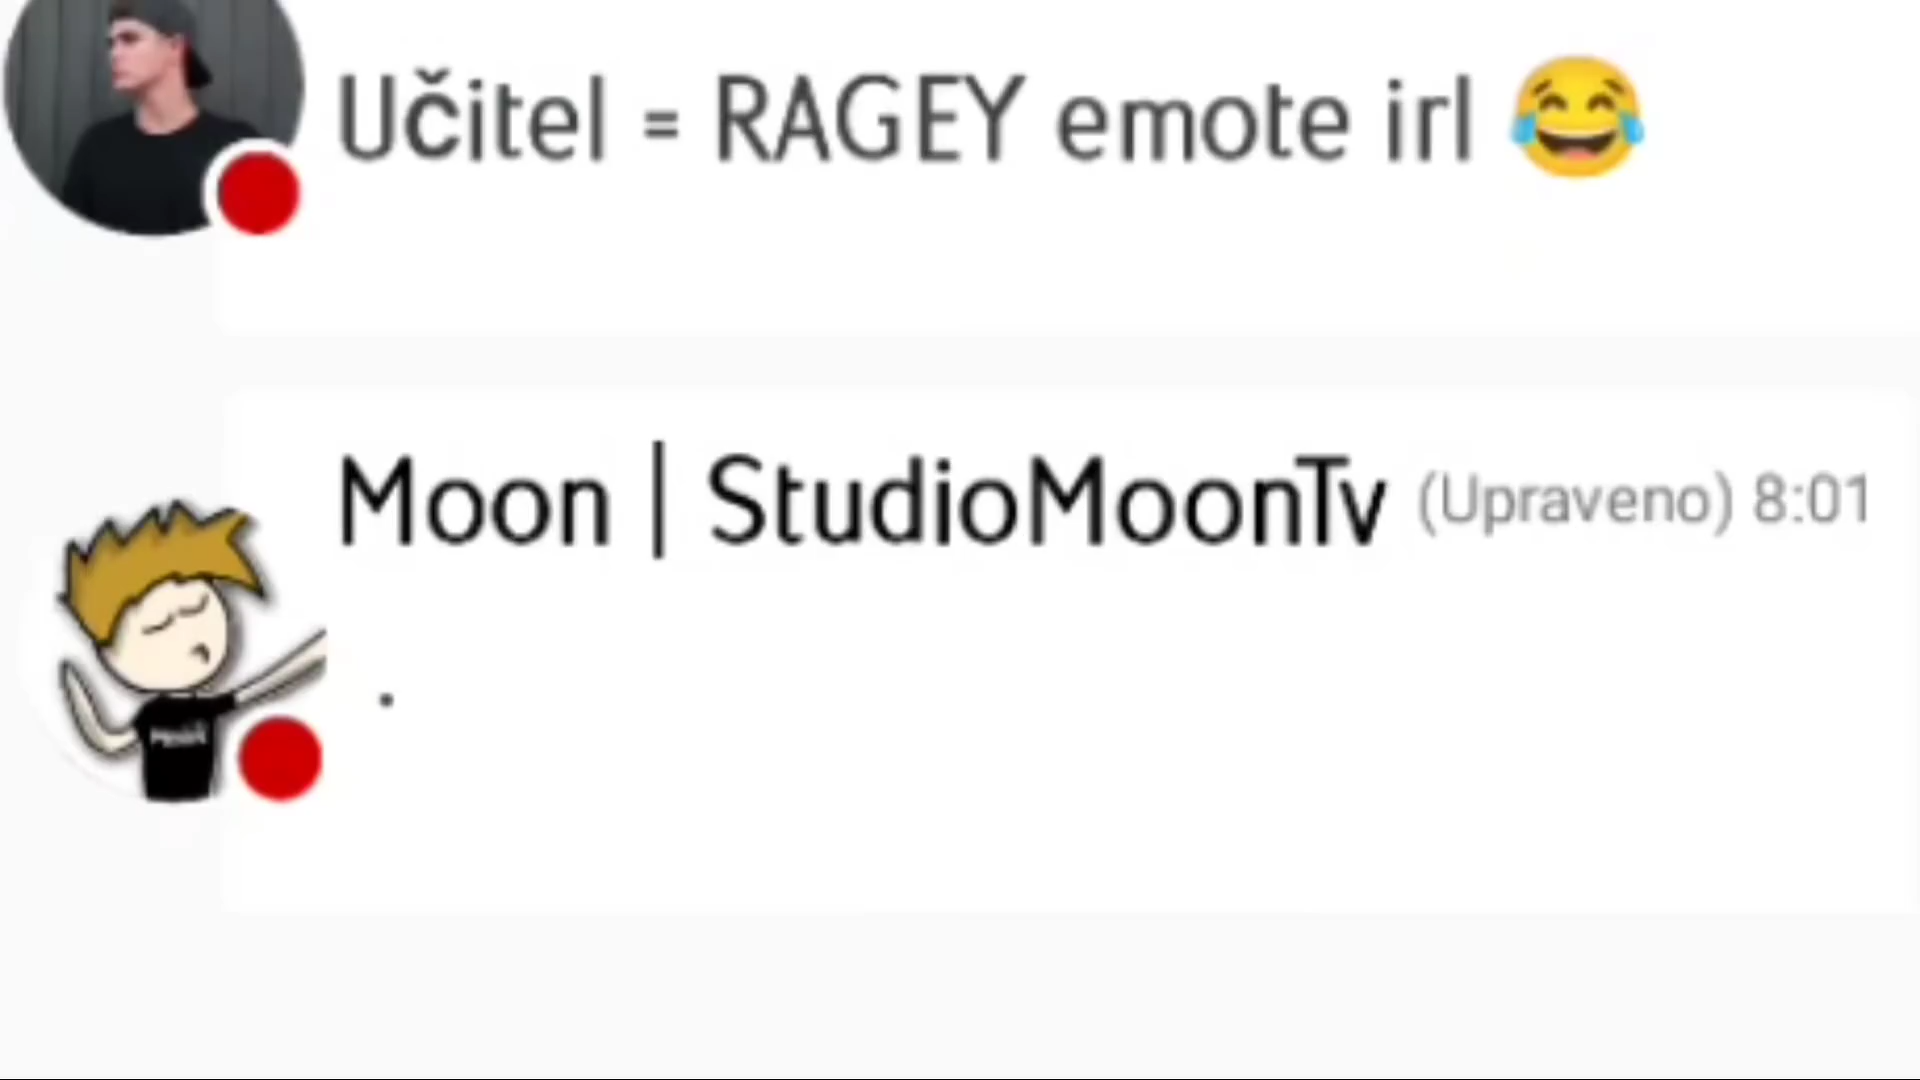 Učitel = RAGEY emote irl 😂
Moon | StudioMoonTv (Upraveno) 8:01
.